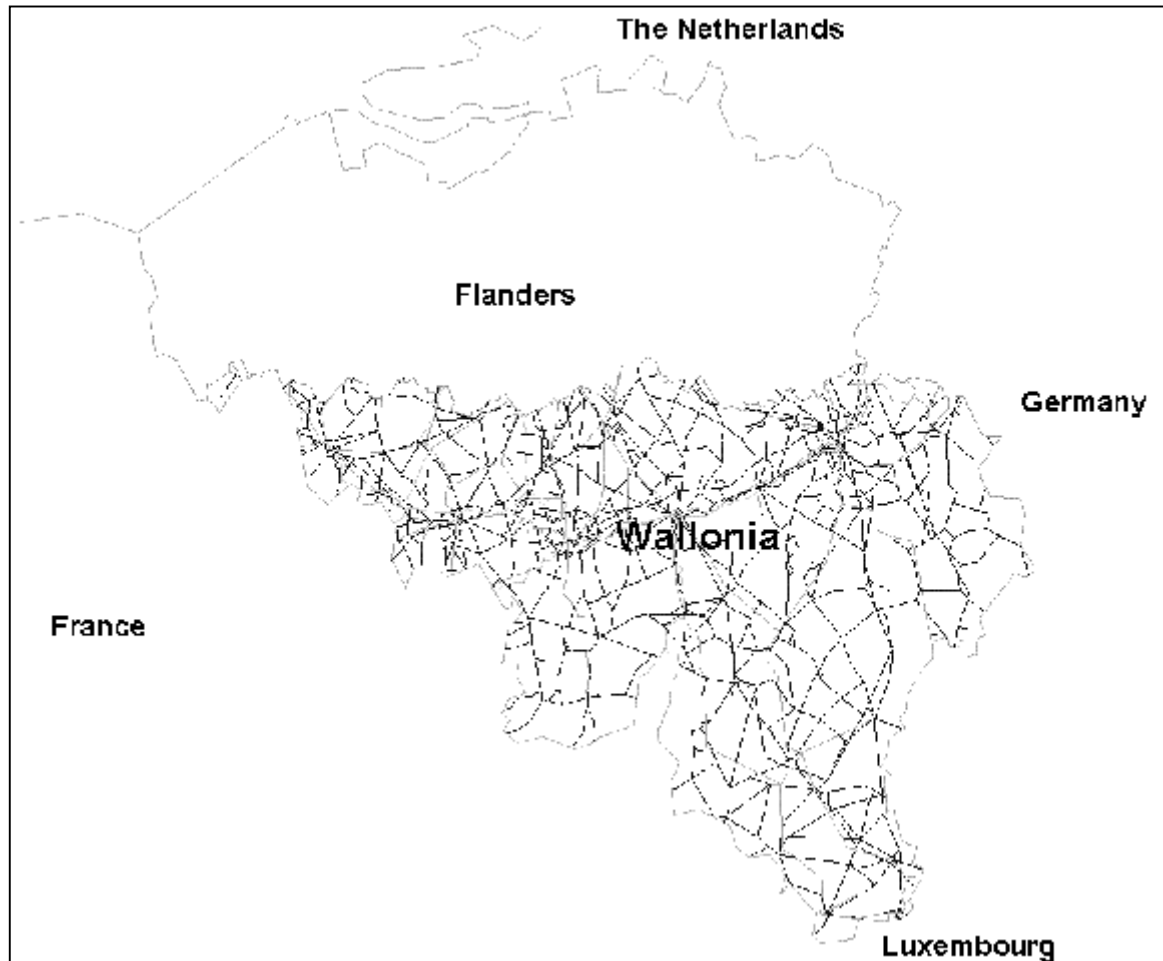 The Netherlands
Flanders
Germany
Wallonia
France
Luxembourg